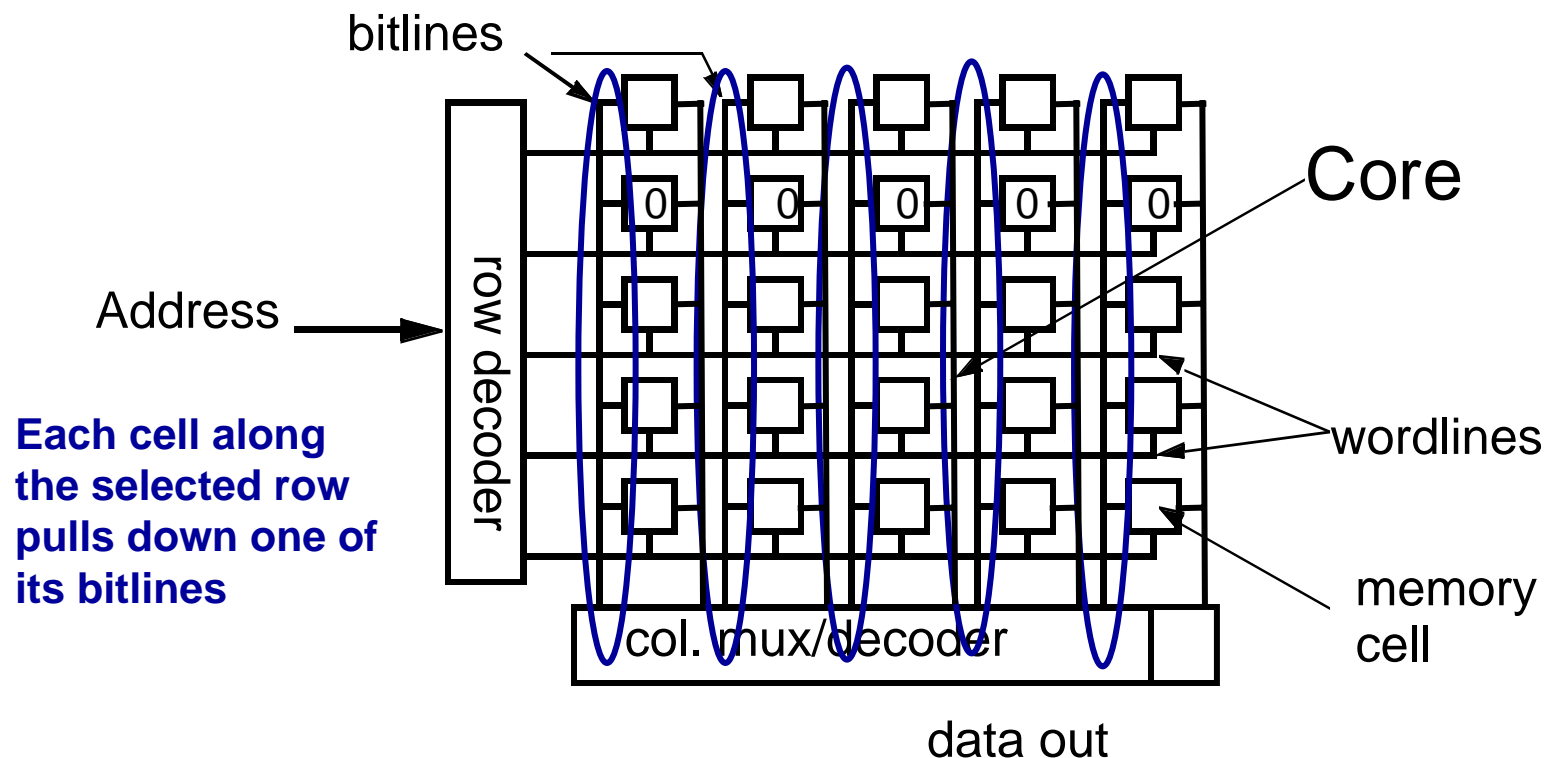 bitlines
Core
0 0 0 0 0
Address
row decoder
Each cell along
the selected row
pulls down one of
its bitlines
wordlines
memory
cell
col. mux/decoder
data out